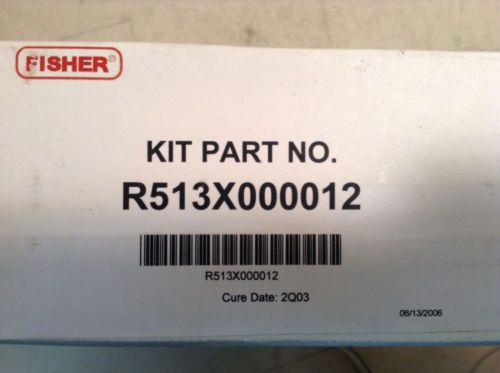 FISHER®
KIT PART NO.
R513X000012
R513X000012
Cure Date: 2Q03
06/13/2006